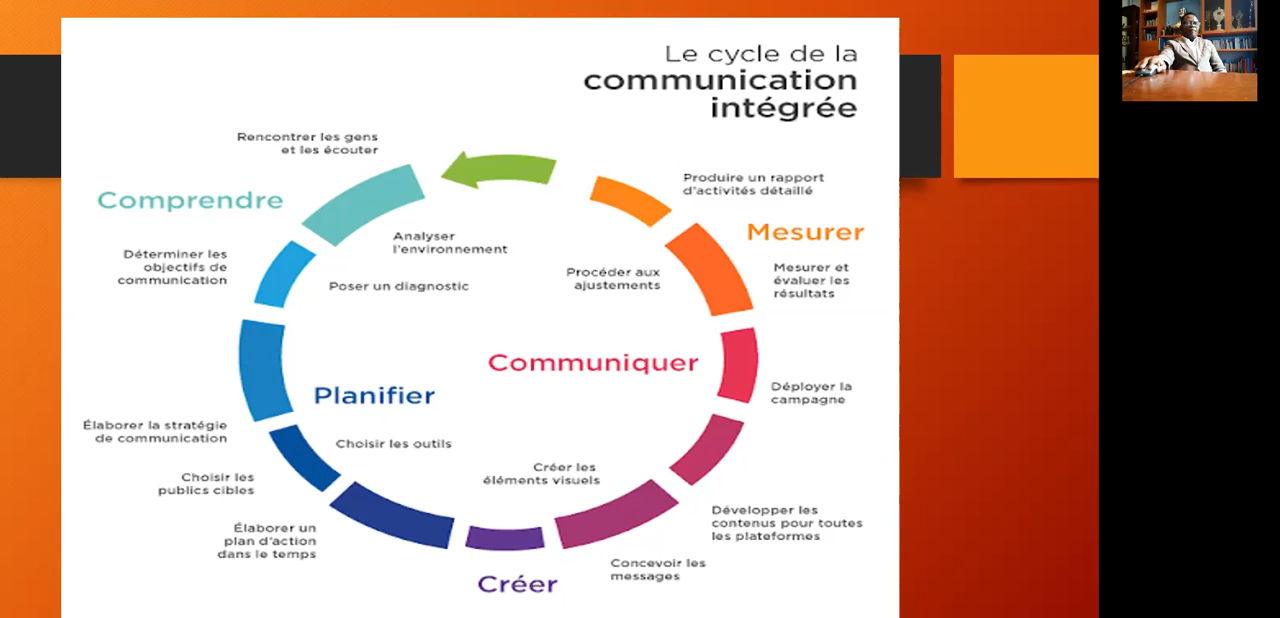 Le cycle de la
communication
intégrée
Rencontrer les gens
et les écouter
Comprendre
Analyser
l'environnement
Déterminer les
objectifs de
communication
Poser un diagnostic
Planifier
Élaborer la stratégie
de communication
Choisir les outils
Choisir les
publics cibles
Élaborer un
plan d'action
dans le temps
Créer
Créer les
éléments visuels
Concevoir les
messages
Développer les
contenus pour toutes
les plateformes
Communiquer
Déployer la
campagne
Mesurer
Mesurer et
évaluer les
résultats
Procéder aux
ajustements
Produire un rapport
d'activités détaillé